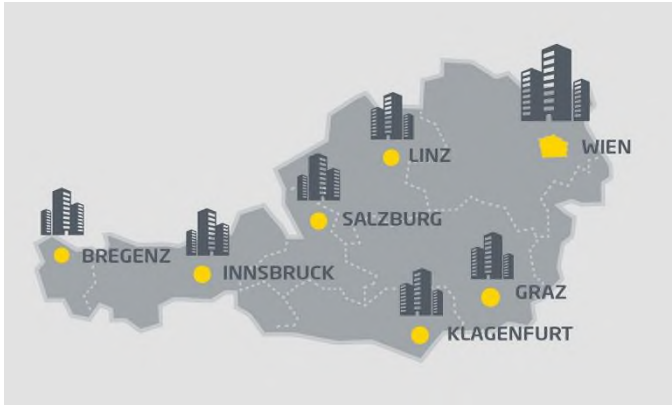 WIEN
LINZ
SALZBURG
BREGENZ
INNSBRUCK
GRAZ
KLAGENFURT